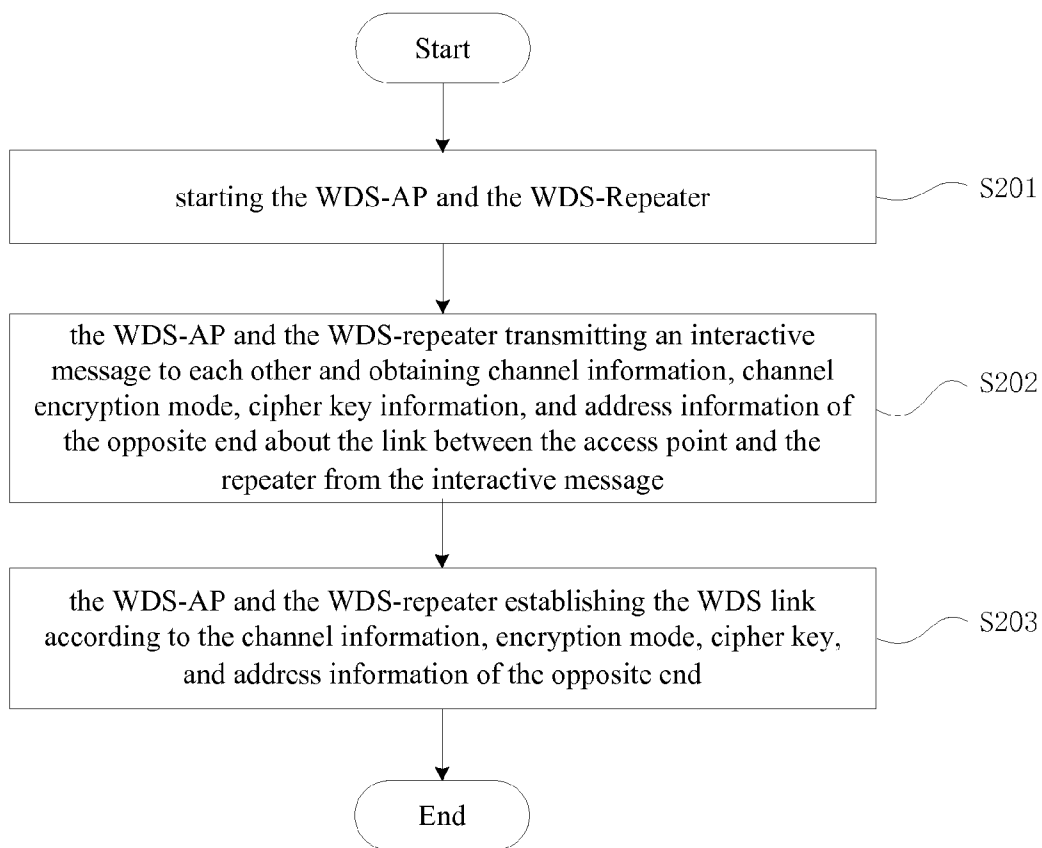 Start
starting the WDS-AP and the WDS-Repeater
S201
the WDS-AP and the WDS-repeater transmitting an interactive
message to each other and obtaining channel information, channel
encryption mode, cipher key information, and address information of
the opposite end about the link between the access point and the
repeater from the interactive message
S202
the WDS-AP and the WDS-repeater establishing the WDS link
according to the channel information, encryption mode, cipher key,
and address information of the opposite end
S203
End